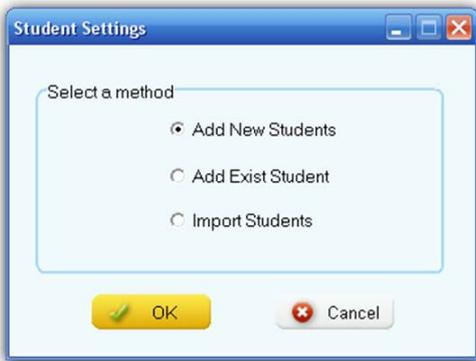 Student Settings
Select a method
Add New Students
Add Exist Student
Import Students
OK
Cancel